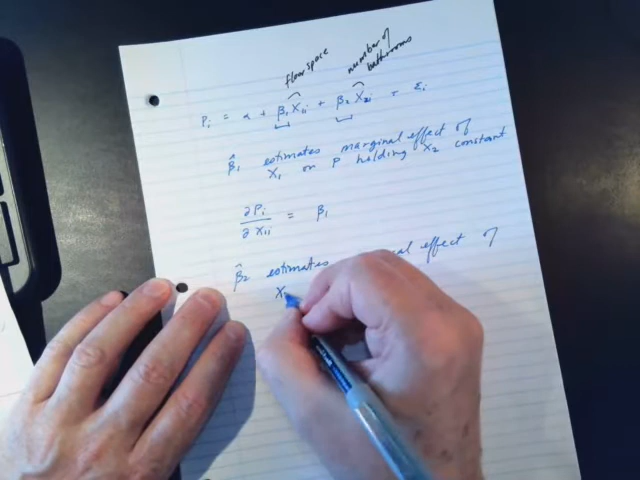 floor space
number of bathrooms
Pᵢ = α + β₁X₁ᵢ + β₂X₂ᵢ + εᵢ
β̂₁ estimates marginal effect of
X₁ on P holding X₂ constant
∂Pᵢ / ∂X₁ᵢ = β₁
β̂₂ estimates effect of
X